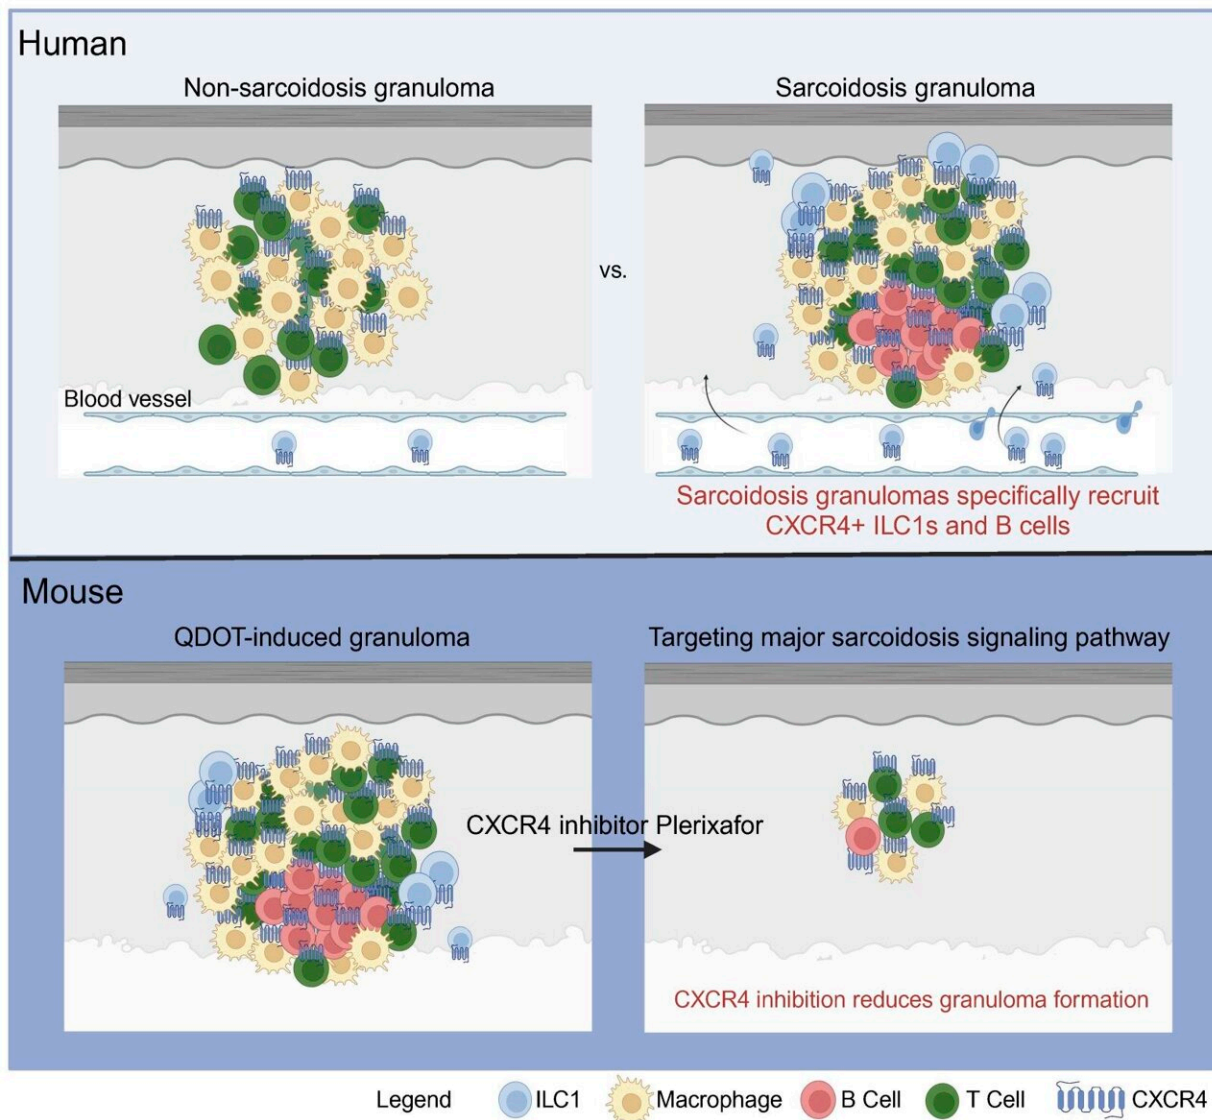 Human
Non-sarcoidosis granuloma
Sarcoidosis granuloma
vs.
Blood vessel
Sarcoidosis granulomas specifically recruit
CXCR4+ ILC1s and B cells
Mouse
QDOT-induced granuloma
Targeting major sarcoidosis signaling pathway
CXCR4 inhibitor Plerixafor
CXCR4 inhibition reduces granuloma formation
Legend ILC1 Macrophage B Cell T Cell CXCR4